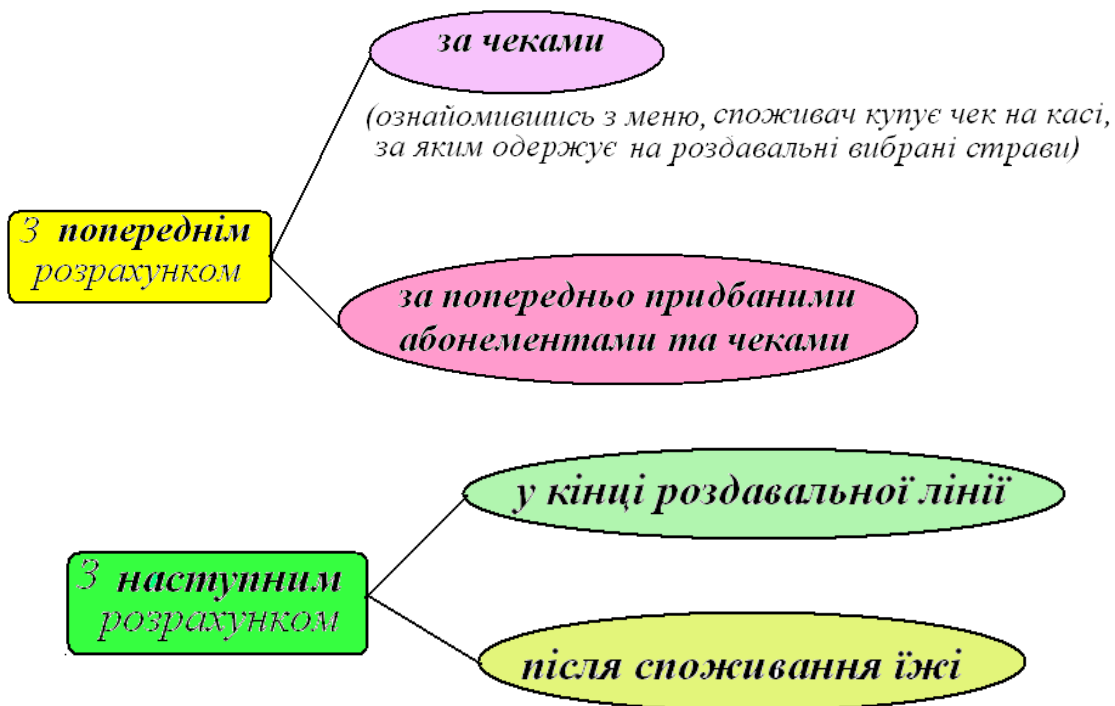 за чеками
(ознайомившись з меню, споживач купує чек на касі,
за яким одержує на роздавальні вибрані страви)
З попереднім
розрахунком
за попередньо придбаними
абонементами та чеками
у кінці роздавальної лінії
З наступним
розрахунком
після споживання їжі